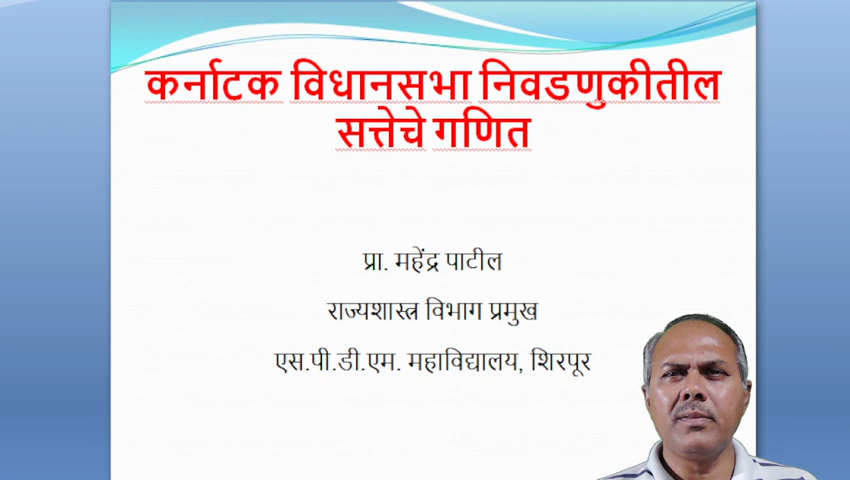 कर्नाटक विधानसभा निवडणुकीतील
सत्तेचे गणित
प्रा. महेंद्र पाटील
राज्यशास्त्र विभाग प्रमुख
एस.पी.डी.एम. महाविद्यालय, शिरपूर